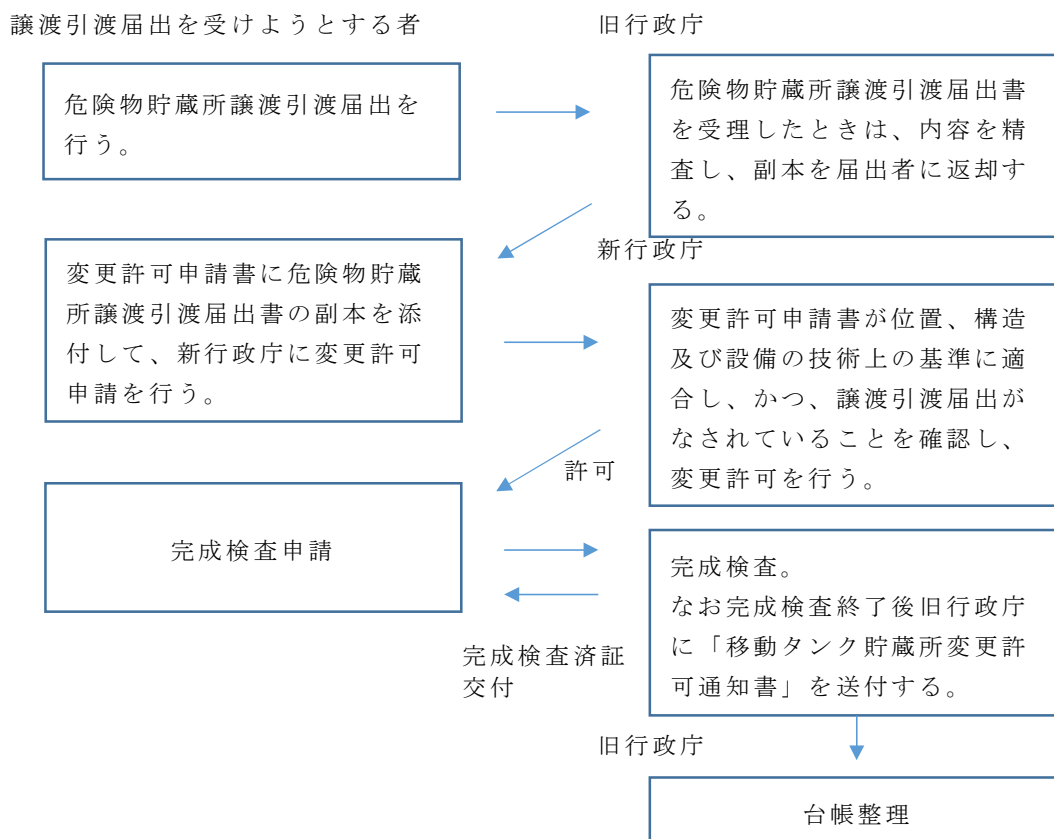 譲渡引渡届出を受けようとする者
旧行政庁
危険物貯蔵所譲渡引渡届出を
行う。
危険物貯蔵所譲渡引渡届出書
を受理したときは、内容を精
査し、副本を届出者に返却す
る。
新行政庁
変更許可申請書に危険物貯蔵
所譲渡引渡届出書の副本を添
付して、新行政庁に変更許可
申請を行う。
変更許可申請書が位置、構造
及び設備の技術上の基準に適
合し、かつ、譲渡引渡届出が
なされていることを確認し、
変更許可を行う。
許可
完成検査申請
完成検査。
なお完成検査終了後旧行政庁
に「移動タンク貯蔵所変更許
可通知書」を送付する。
完成検査済証
交付
旧行政庁
台帳整理